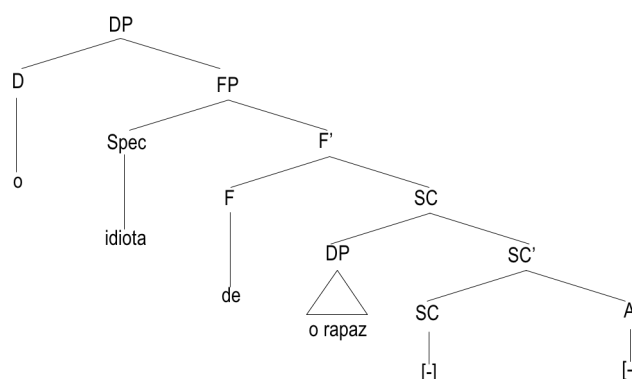 DP
D FP
Spec F'
o
F SC
idiota DP SC'
de
o rapaz SC A
[-]